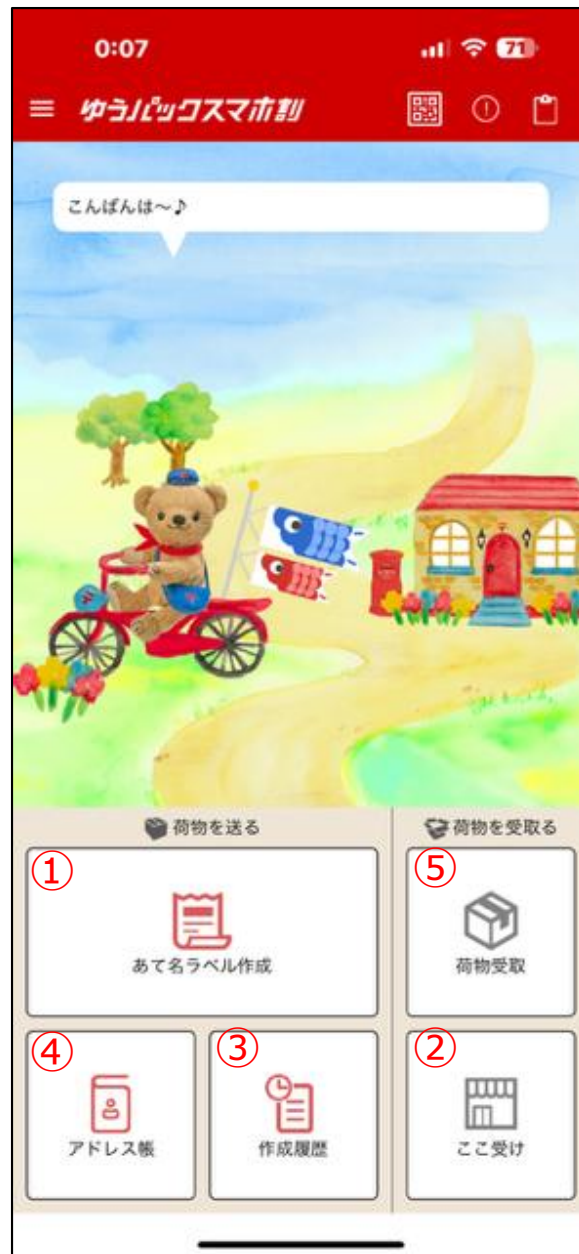 0:07 71
ゆうパックスマホ割
こんばんは～♪
荷物を送る 荷物を受取る
① ⑤
あて名ラベル作成 荷物受取
④ ③ ②
アドレス帳 作成履歴 ここ受け